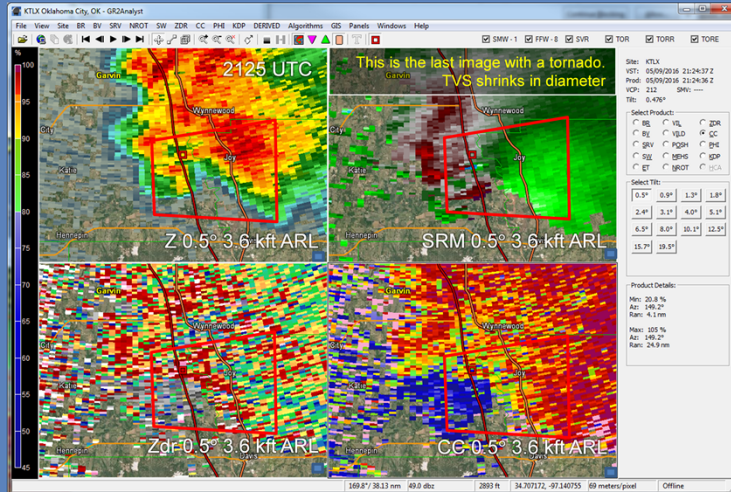 KTLX Oklahoma City, OK - GR2Analyst
File View Site BR BV SRV NROT SW ZDR CC PHI KDP DERIVED Algorithms GIS Panels Windows Help
SMW - 1 FFW - 8 SVR TOR TORR TORE
%
100
95
90
85
80
75
70
65
60
55
50
45
2125 UTC
Garvin
Wynnewood
City
Joy
Katie
Hennepin
Z 0.5° 3.6 kft ARL
This is the last image with a tornado.
TVS shrinks in diameter
Wynnewood
City
Joy
Katie
Hennepin
SRM 0.5° 3.6 kft ARL
Garvin
Wynnewood
City
Katie
Hennepin
Zdr 0.5° 3.6 kft ARL
Garvin
Wynnewood
City
Joy
Katie
Hennepin
Davis
CC 0.5° 3.6 kft ARL
Site: KTLX
VST: 05/09/2016 21:24:37 Z
Prod: 05/09/2016 21:24:36 Z
VCP: 212 SMV: ----
Tilt: 0.476°
Select Product:
BR VIL ZDR
BV VILD CC
SRV POSH PHI
SW MEHS KDP
ET NROT HCA
Select Tilt:
0.5° 0.9° 1.3° 1.8°
2.4° 3.1° 4.0° 5.1°
6.5° 8.0° 10.1° 12.5°
15.7° 19.5°
Product Details:
Min: 20.8 %
Az: 149.2°
Ran: 4.1 nm
Max: 105 %
Az: 149.2°
Ran: 24.9 nm
169.8°/ 38.13 nm 49.0 dbz 2893 ft 34.707172, -97.140755 69 meters/pixel Offline